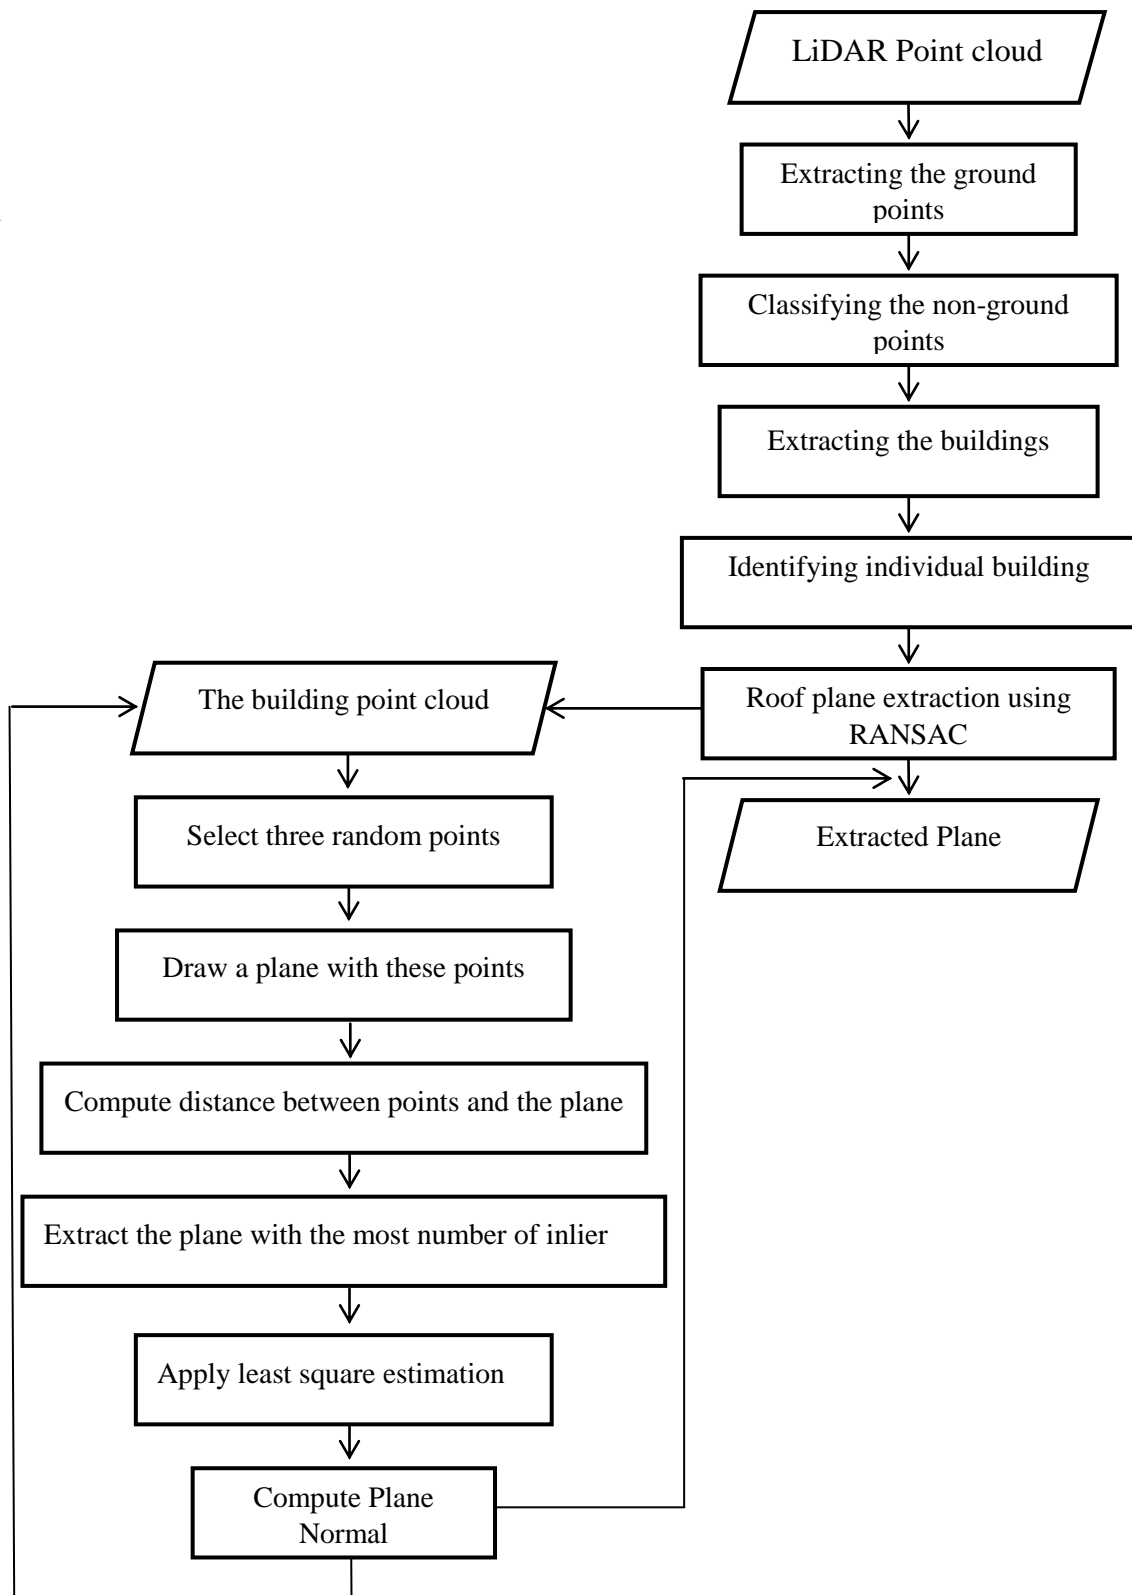 LiDAR Point cloud
Extracting the ground
points
Classifying the non-ground
points
Extracting the buildings
Identifying individual building
Roof plane extraction using
RANSAC
The building point cloud
Select three random points
Draw a plane with these points
Compute distance between points and the plane
Extract the plane with the most number of inlier
Apply least square estimation
Compute Plane
Normal
Extracted Plane